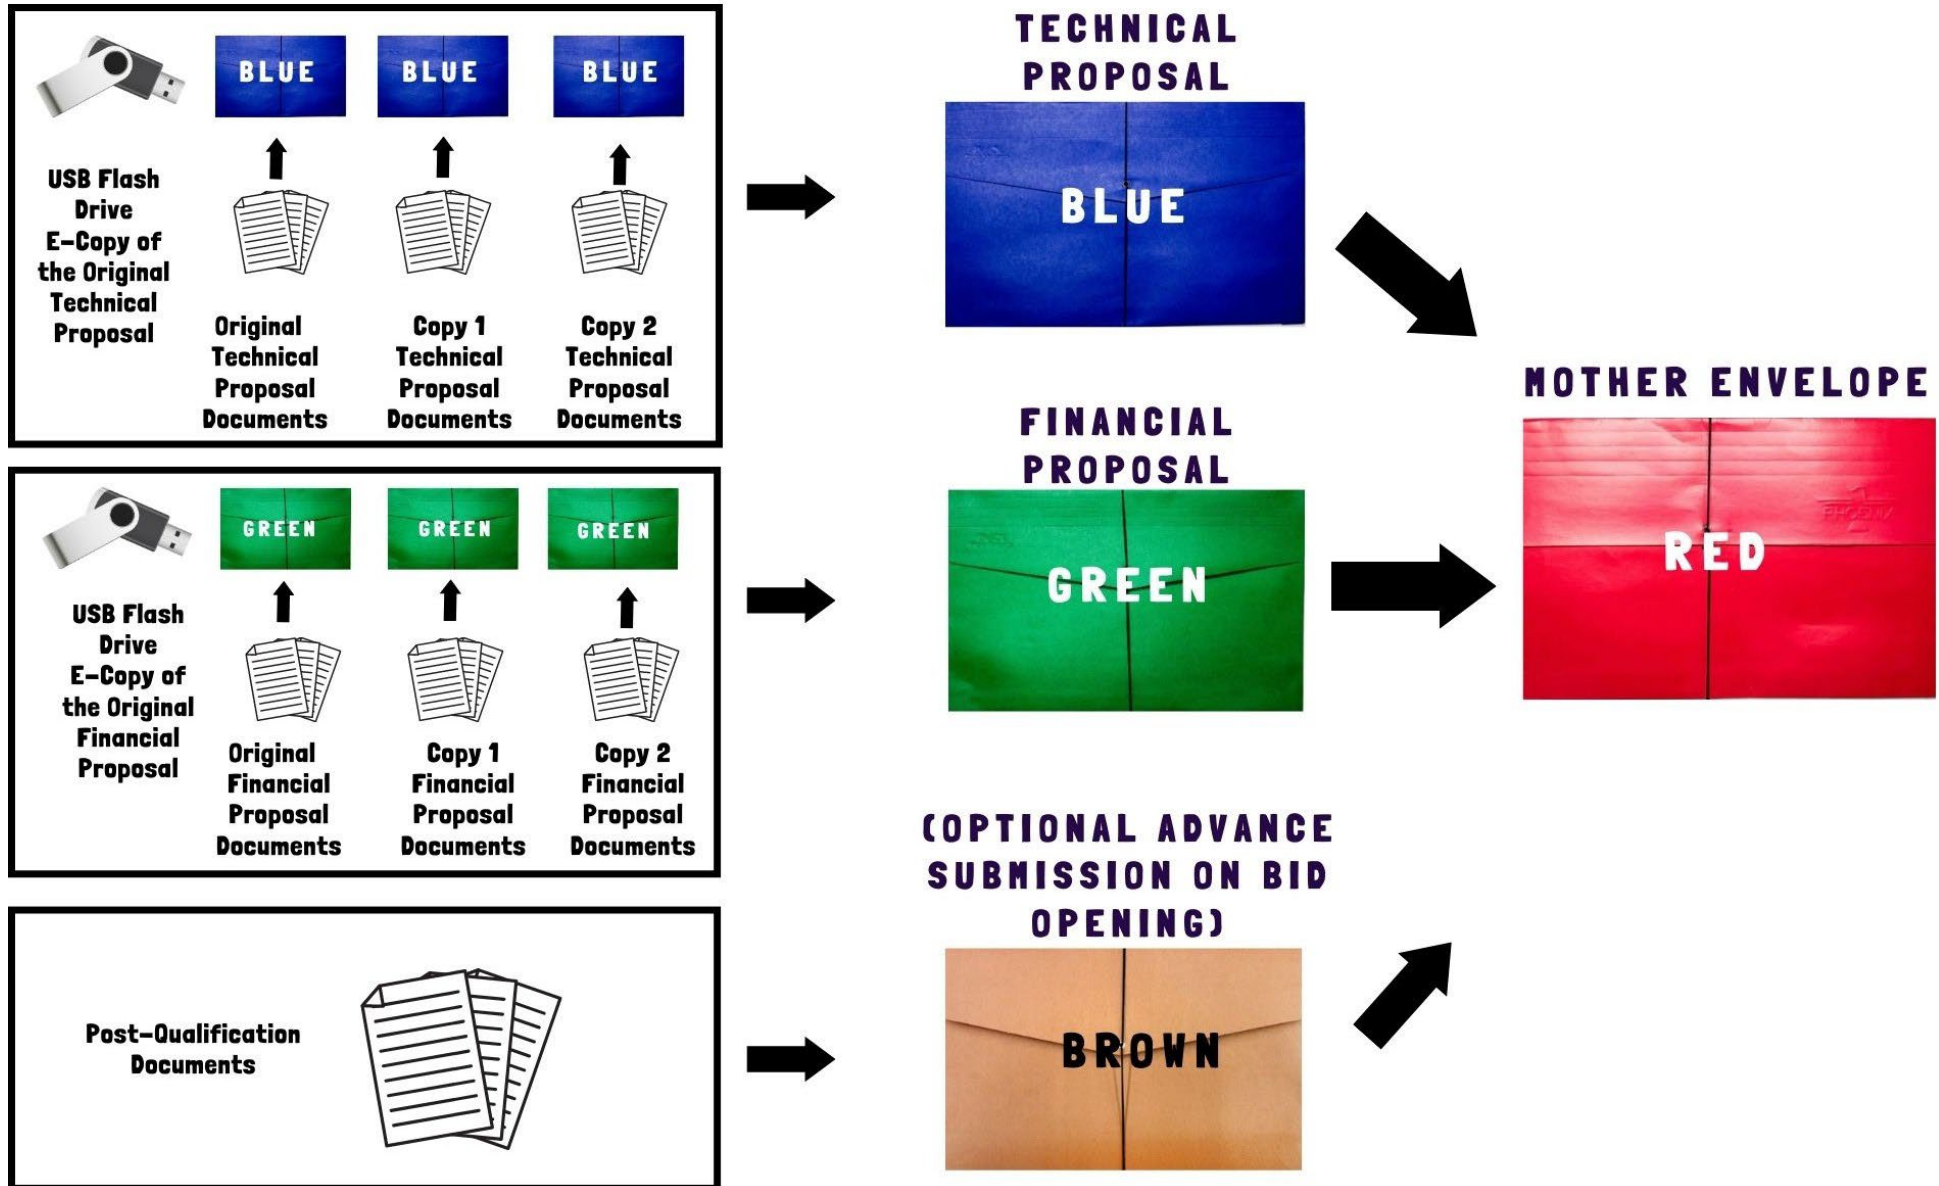 BLUE
BLUE
BLUE
USB Flash
Drive
E-Copy of
the Original
Technical
Proposal
Original
Technical
Proposal
Documents
Copy 1
Technical
Proposal
Documents
Copy 2
Technical
Proposal
Documents
TECHNICAL
PROPOSAL
BLUE
GREEN
GREEN
GREEN
USB Flash
Drive
E-Copy of
the Original
Financial
Proposal
Original
Financial
Proposal
Documents
Copy 1
Financial
Proposal
Documents
Copy 2
Financial
Proposal
Documents
FINANCIAL
PROPOSAL
GREEN
MOTHER ENVELOPE
PHOENIX
RED
Post-Qualification
Documents
(OPTIONAL ADVANCE
SUBMISSION ON BID
OPENING)
BROWN